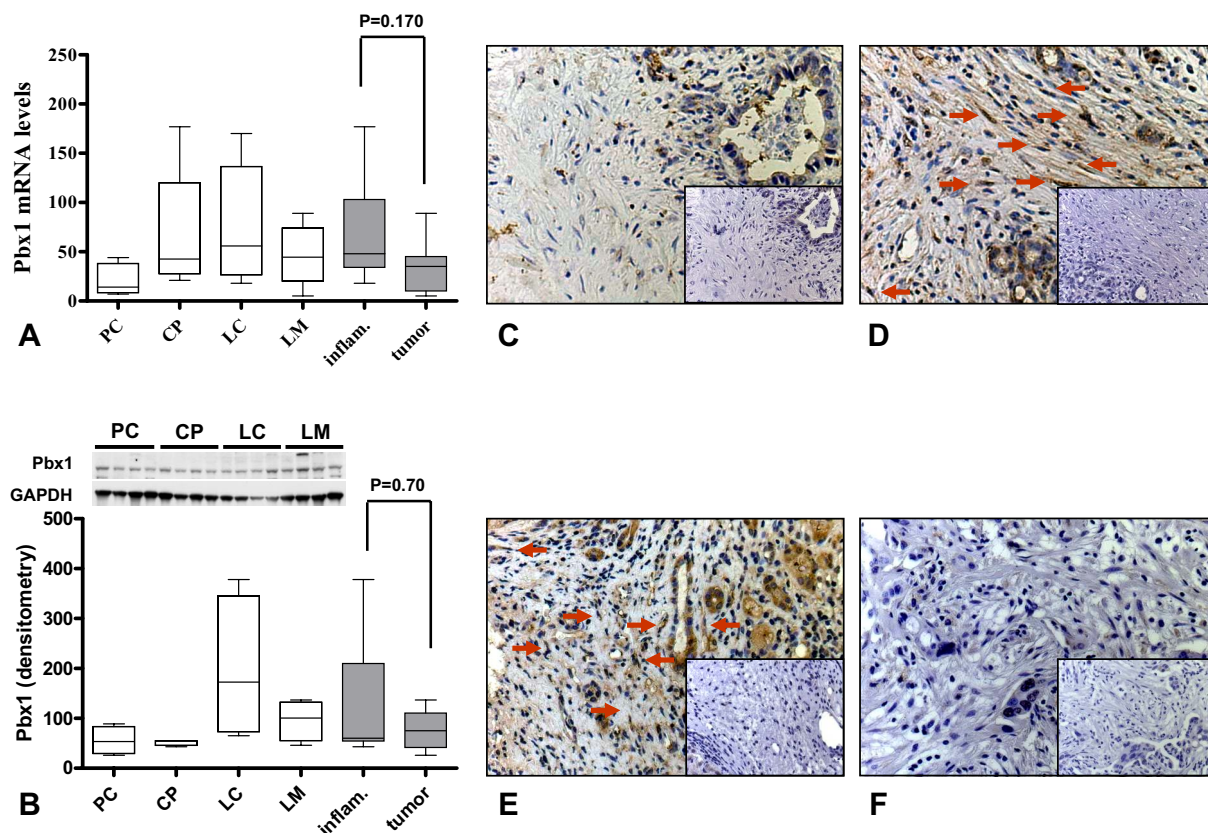 P=0.170
Pbx1 mRNA levels
250
200
150
100
50
0
PC
CP
LC
LM
inflam.
tumor
A
C
D
PC CP LC LM
Pbx1
GAPDH
P=0.70
Pbx1 (densitometry)
500
400
300
200
100
0
PC
CP
LC
LM
inflam.
tumor
B
E
F